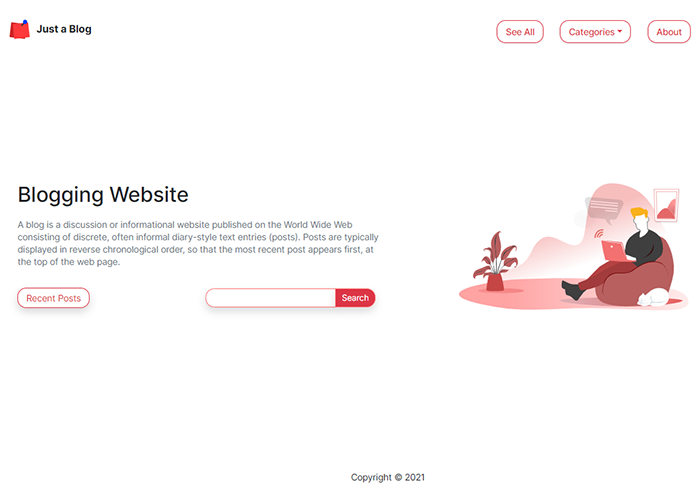 Just a Blog
See All
Categories
About
Blogging Website
A blog is a discussion or informational website published on the World Wide Web
consisting of discrete, often informal diary-style text entries (posts). Posts are typically
displayed in reverse chronological order, so that the most recent post appears first, at
the top of the web page.
Recent Posts
Search
Copyright © 2021